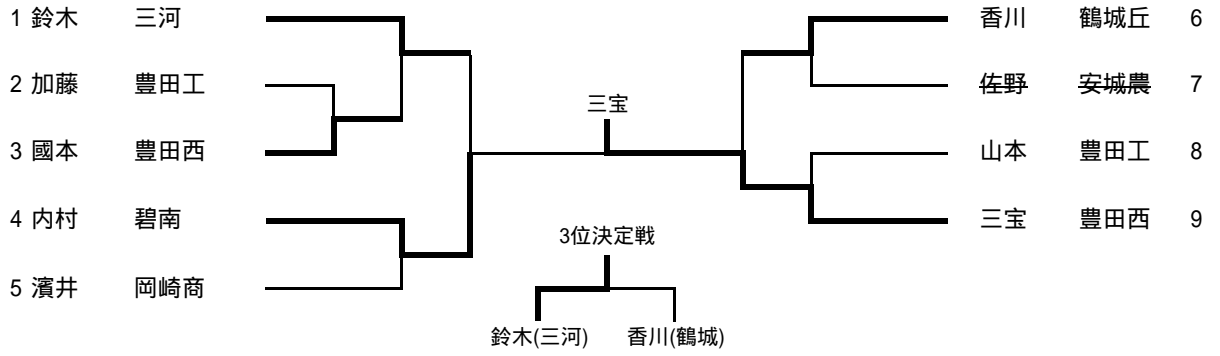 1 鈴木 三河
2 加藤 豊田工
3 國本 豊田西
4 内村 碧南
5 濱井 岡崎商
三宝
3位決定戦
鈴木(三河) 香川(鶴城)
香川 鶴城丘 6
佐野 安城農 7
山本 豊田工 8
三宝 豊田西 9